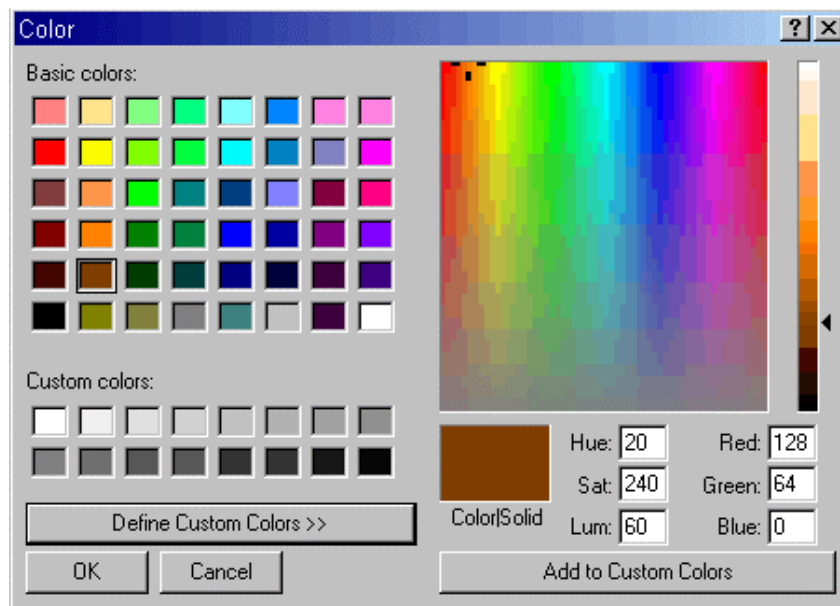 Color
Basic colors:
Custom colors:
Define Custom Colors >>
OK Cancel
Color|Solid
Hue: 20 Red: 128
Sat: 240 Green: 64
Lum: 60 Blue: 0
Add to Custom Colors